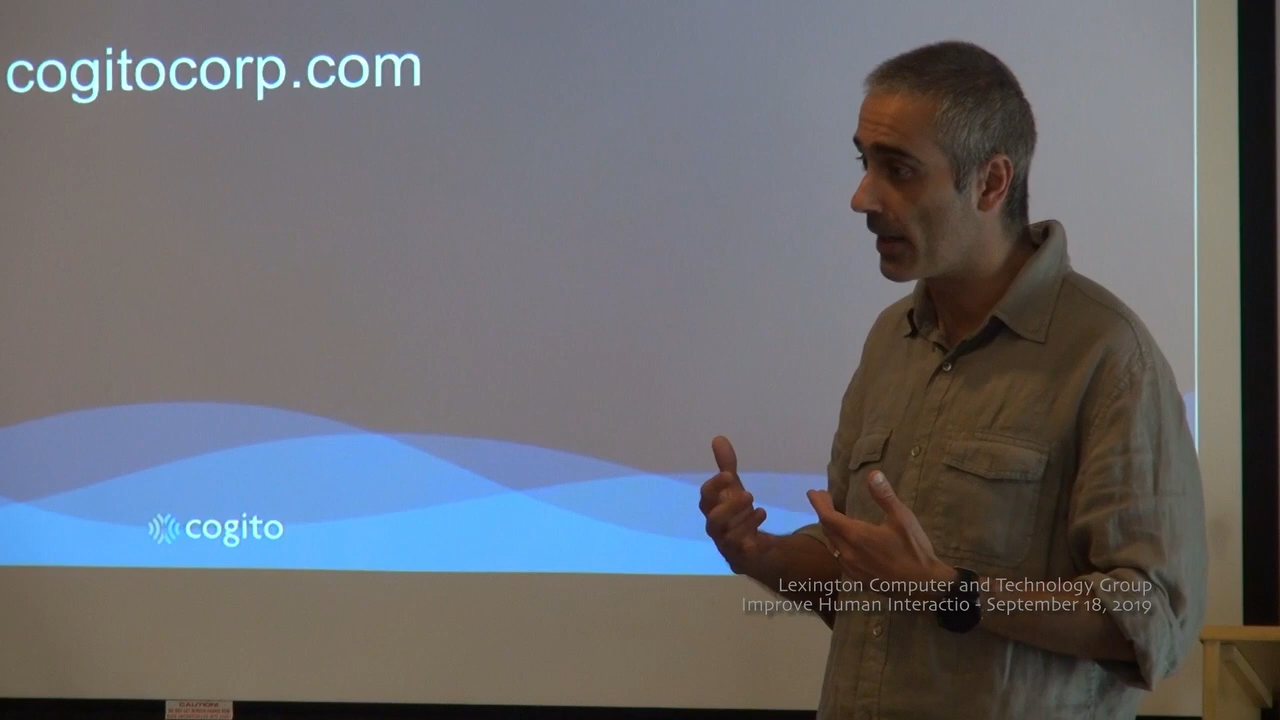 cogitocorp.com
cogito
Lexington Computer and Technology Group
Improve Human Interactio - September 18, 2019
CAUTION!